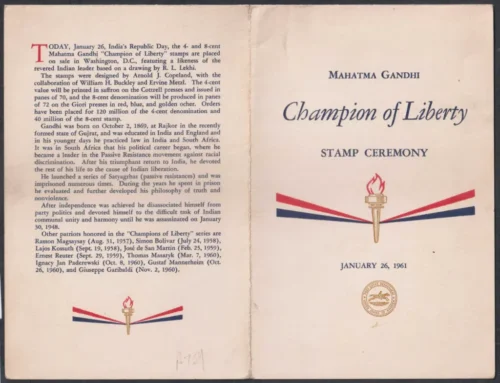 TODAY, January 26, India's Republic Day, the 4- and 8-cent
Mahatma Gandhi "Champion of Liberty" stamps are placed
on sale in Washington, D.C., featuring a likeness of the
revered Indian leader based on a drawing by R. L. Lekhi.
The stamps were designed by Arnold J. Copeland, with the
collaboration of William H. Buckley and Ervine Metzl. The 4-cent
value will be printed in saffron on the Cottrell presses and issued in
panes of 70, and the 8-cent denomination will be produced in panes
of 72 on the Giori presses in red, blue, and golden ochre. Orders
have been placed for 120 million of the 4-cent denomination and
40 million of the 8-cent stamp.
Gandhi was born on October 2, 1869, at Rajkot in the recently
formed state of Gujrat, and was educated in India and England and
in his younger days he practiced law in India and South Africa.
It was in South Africa that his political career began, where he
became a leader in the Passive Resistance movement against racial
discrimination. After his triumphant return to India, he devoted
the rest of his life to the cause of Indian liberation.
He launched a series of Satyagrhas (passive resistances) and was
imprisoned numerous times. During the years he spent in prison
he evaluated and further developed his philosophy of truth and
nonviolence.
After independence was achieved he disassociated himself from
party politics and devoted himself to the difficult task of Indian
communal unity and harmony until he was assassinated on January
30, 1948.
Other patriots honored in the "Champions of Liberty" series are
Ramon Magsaysay (Aug. 31, 1957), Simon Bolivar (July 24, 1958),
Lajos Kossuth (Sept. 19, 1958), José de San Martin (Feb. 25, 1959),
Ernst Reuter (Sept. 29, 1959), Thomas Masaryk (Mar. 7, 1960),
Ignacy Jan Paderewski (Oct. 8, 1960), Gustaf Mannerheim (Oct.
26, 1960), and Giuseppe Garibaldi (Nov. 2, 1960).
MAHATMA GANDHI
Champion of Liberty
STAMP CEREMONY
JANUARY 26, 1961